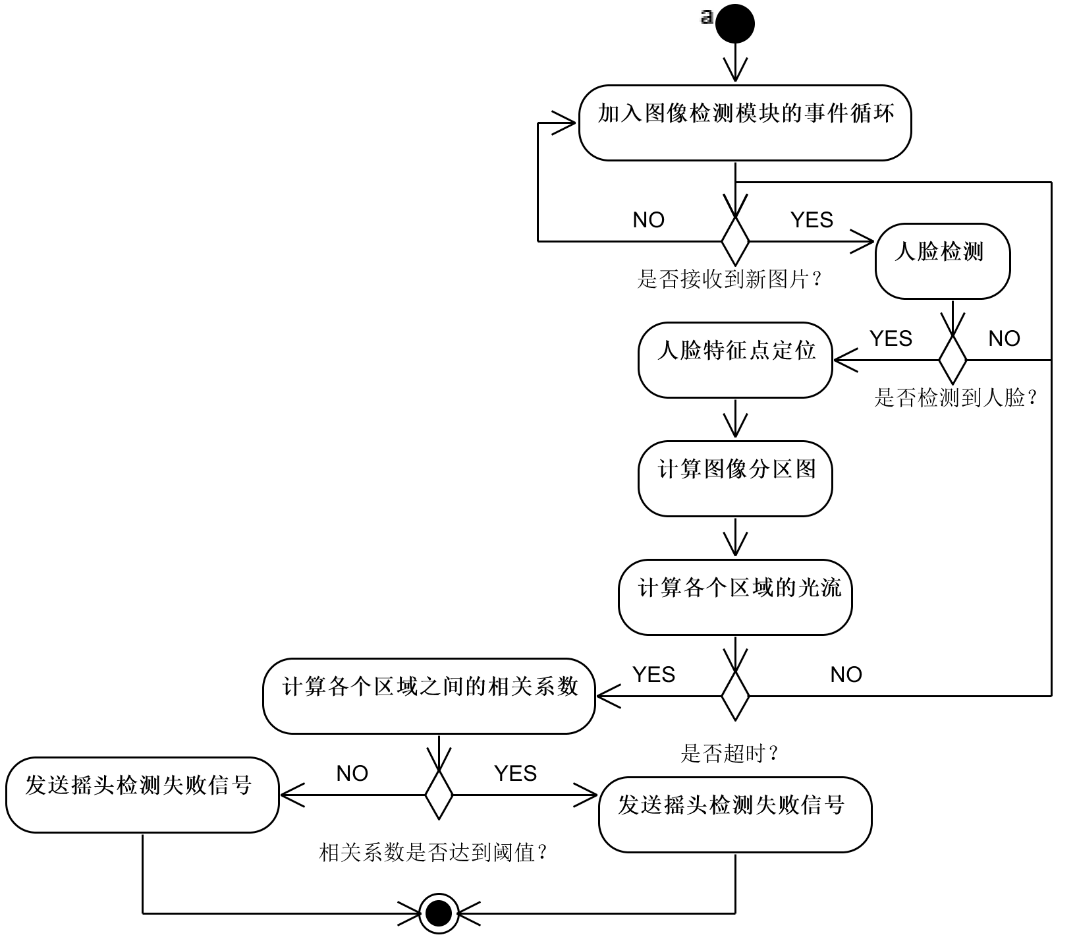 a
加入图像检测模块的事件循环
NO
YES
人脸检测
是否接收到新图片？
人脸特征点定位
YES
NO
是否检测到人脸？
计算图像分区图
计算各个区域的光流
计算各个区域之间的相关系数
YES
NO
是否超时？
发送摇头检测失败信号
NO
YES
发送摇头检测失败信号
相关系数是否达到阈值？